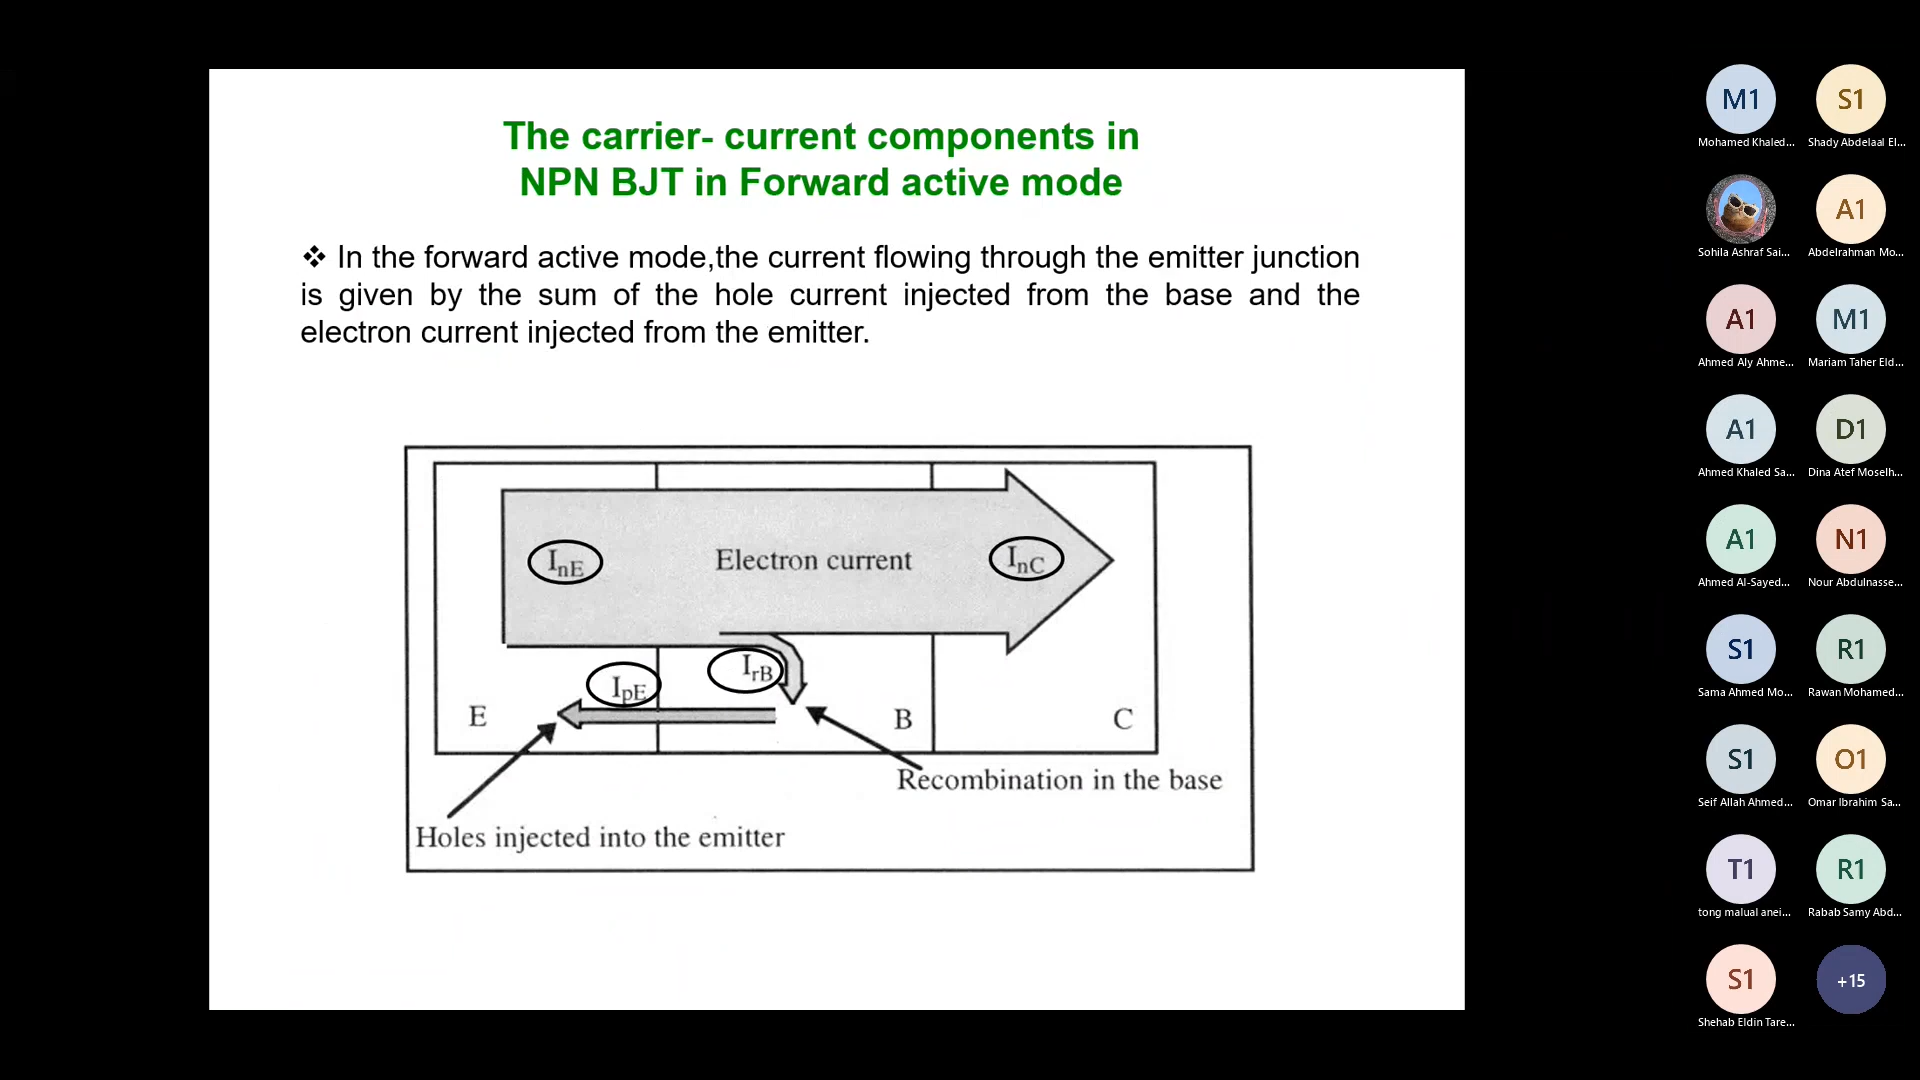 The carrier- current components in
NPN BJT in Forward active mode
❖ In the forward active mode,the current flowing through the emitter junction
is given by the sum of the hole current injected from the base and the
electron current injected from the emitter.
InE
Electron current
InC
IrB
IpE
E
B
C
Recombination in the base
Holes injected into the emitter
M1
S1
Mohamed Khaled...
Shady Abdelaal El...
A1
Sohila Ashraf Sai...
Abdelrahman Mo...
A1
M1
Ahmed Aly Ahme...
Mariam Taher Eld...
A1
D1
Ahmed Khaled Sa...
Dina Atef Moselh...
A1
N1
Ahmed Al-Sayed...
Nour Abdulnasse...
S1
R1
Sama Ahmed Mo...
Rawan Mohamed...
S1
O1
Seif Allah Ahmed...
Omar Ibrahim Sa...
T1
R1
tong malual anei...
Rabab Samy Abd...
S1
+15
Shehab Eldin Tare...